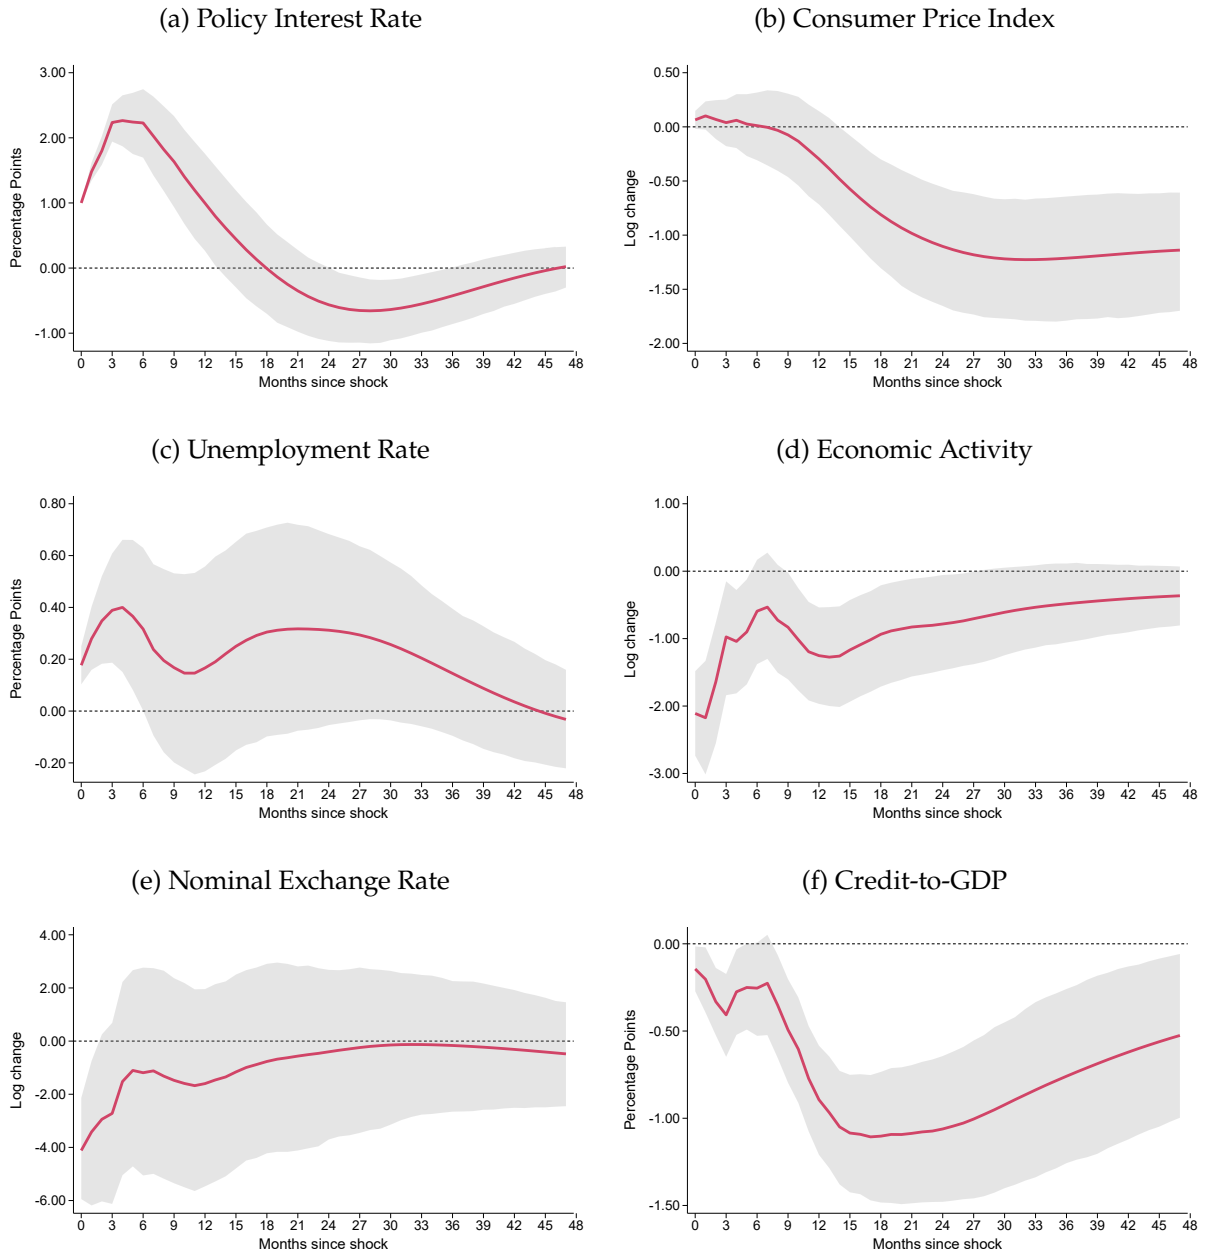 (a) Policy Interest Rate
3.00
2.00
1.00
0.00
-1.00
Percentage Points
0 3 6 9 12 15 18 21 24 27 30 33 36 39 42 45 48
Months since shock
(b) Consumer Price Index
0.50
0.00
-0.50
-1.00
-1.50
-2.00
Log change
0 3 6 9 12 15 18 21 24 27 30 33 36 39 42 45 48
Months since shock
(c) Unemployment Rate
0.80
0.60
0.40
0.20
0.00
-0.20
Percentage Points
0 3 6 9 12 15 18 21 24 27 30 33 36 39 42 45 48
Months since shock
(d) Economic Activity
1.00
0.00
-1.00
-2.00
-3.00
Log change
0 3 6 9 12 15 18 21 24 27 30 33 36 39 42 45 48
Months since shock
(e) Nominal Exchange Rate
4.00
2.00
0.00
-2.00
-4.00
-6.00
Log change
0 3 6 9 12 15 18 21 24 27 30 33 36 39 42 45 48
Months since shock
(f) Credit-to-GDP
0.00
-0.50
-1.00
-1.50
Percentage Points
0 3 6 9 12 15 18 21 24 27 30 33 36 39 42 45 48
Months since shock